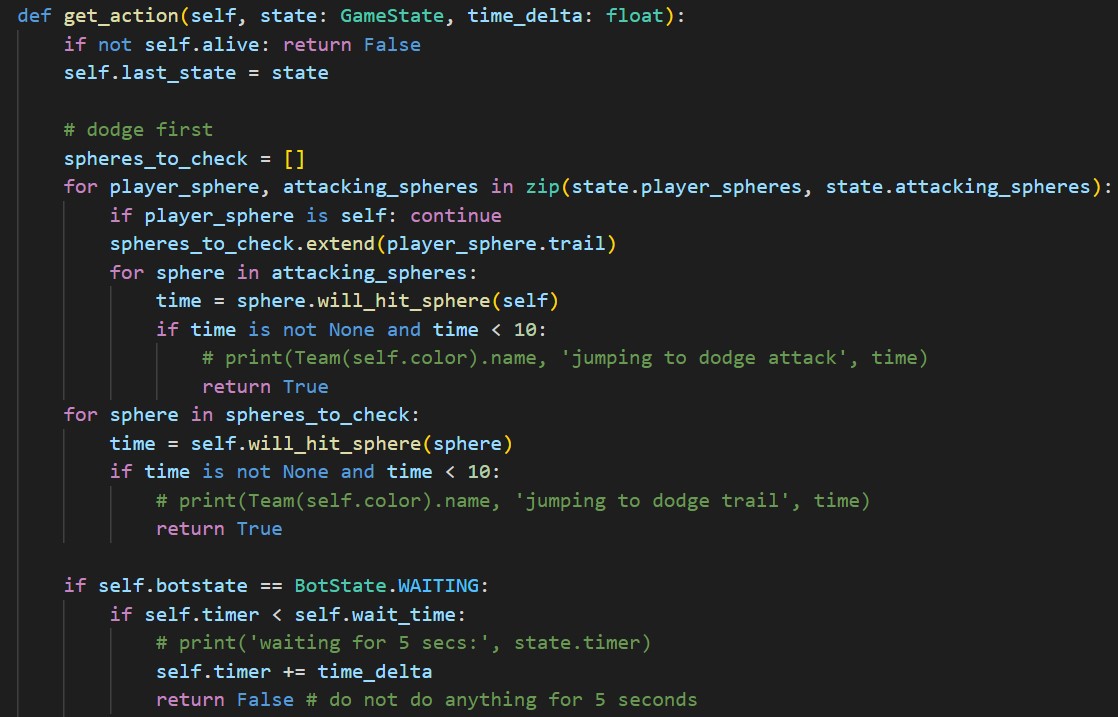 def get_action(self, state: GameState, time_delta: float):
    if not self.alive: return False
    self.last_state = state

    # dodge first
    spheres_to_check = []
    for player_sphere, attacking_spheres in zip(state.player_spheres, state.attacking_spheres):
        if player_sphere is self: continue
        spheres_to_check.extend(player_sphere.trail)
        for sphere in attacking_spheres:
            time = sphere.will_hit_sphere(self)
            if time is not None and time < 10:
                # print(Team(self.color).name, 'jumping to dodge attack', time)
                return True
    for sphere in spheres_to_check:
        time = self.will_hit_sphere(sphere)
        if time is not None and time < 10:
            # print(Team(self.color).name, 'jumping to dodge trail', time)
            return True

    if self.botstate == BotState.WAITING:
        if self.timer < self.wait_time:
            # print('waiting for 5 secs:', state.timer)
            self.timer += time_delta
            return False # do not do anything for 5 seconds